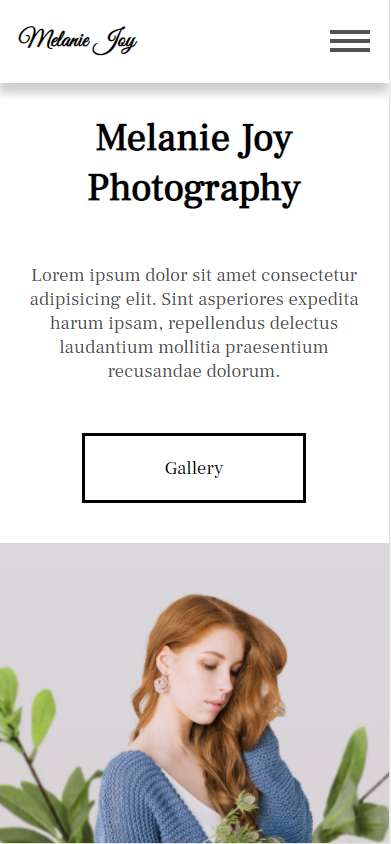 Melanie Joy
Melanie Joy
Photography
Lorem ipsum dolor sit amet consectetur
adipisicing elit. Sint asperiores expedita
harum ipsam, repellendus delectus
laudantium mollitia praesentium
recusandae dolorum.
Gallery